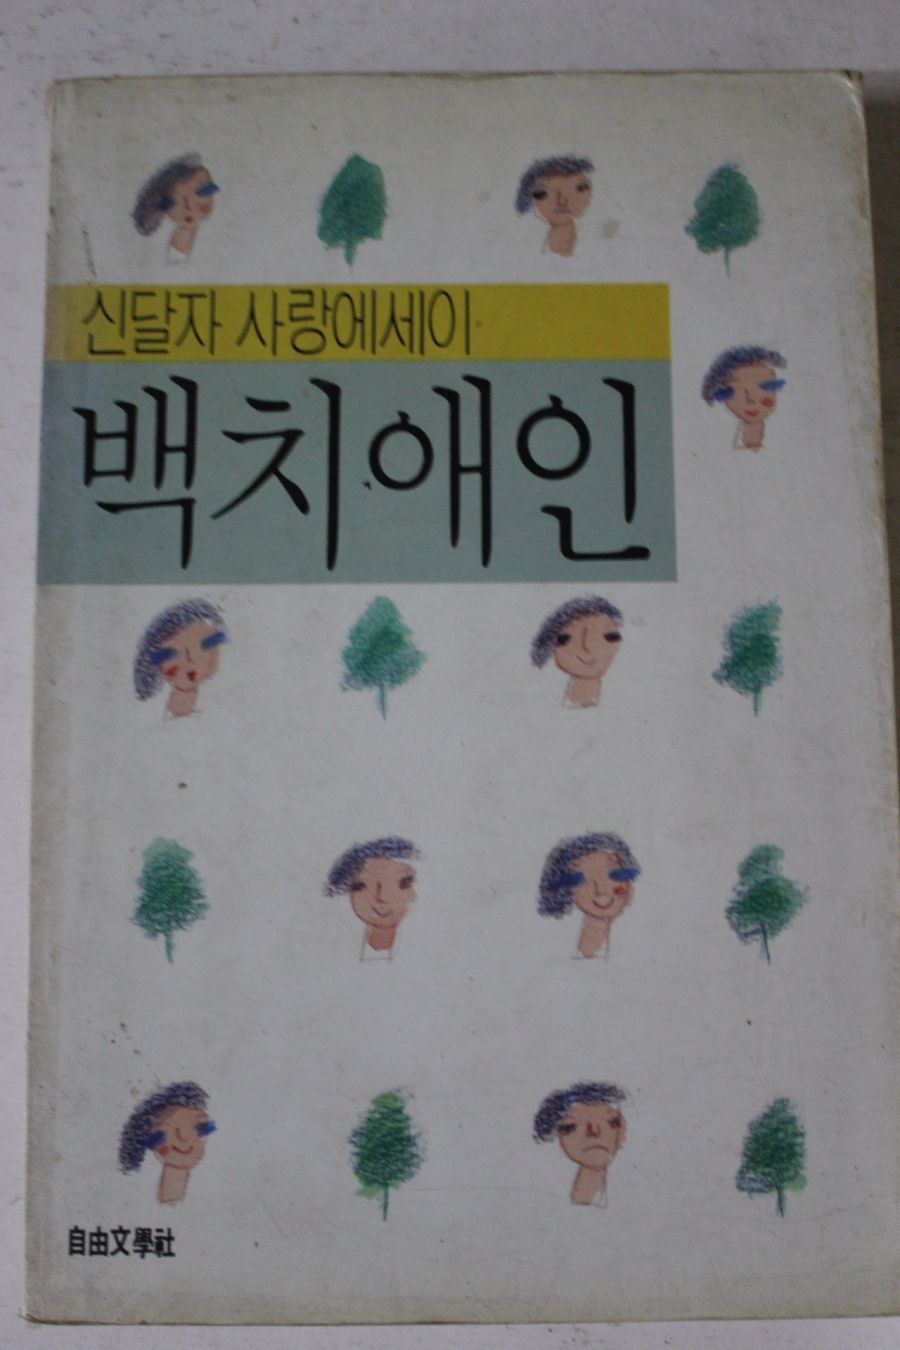 신달자 사랑에세이
백치애인
自由文學社